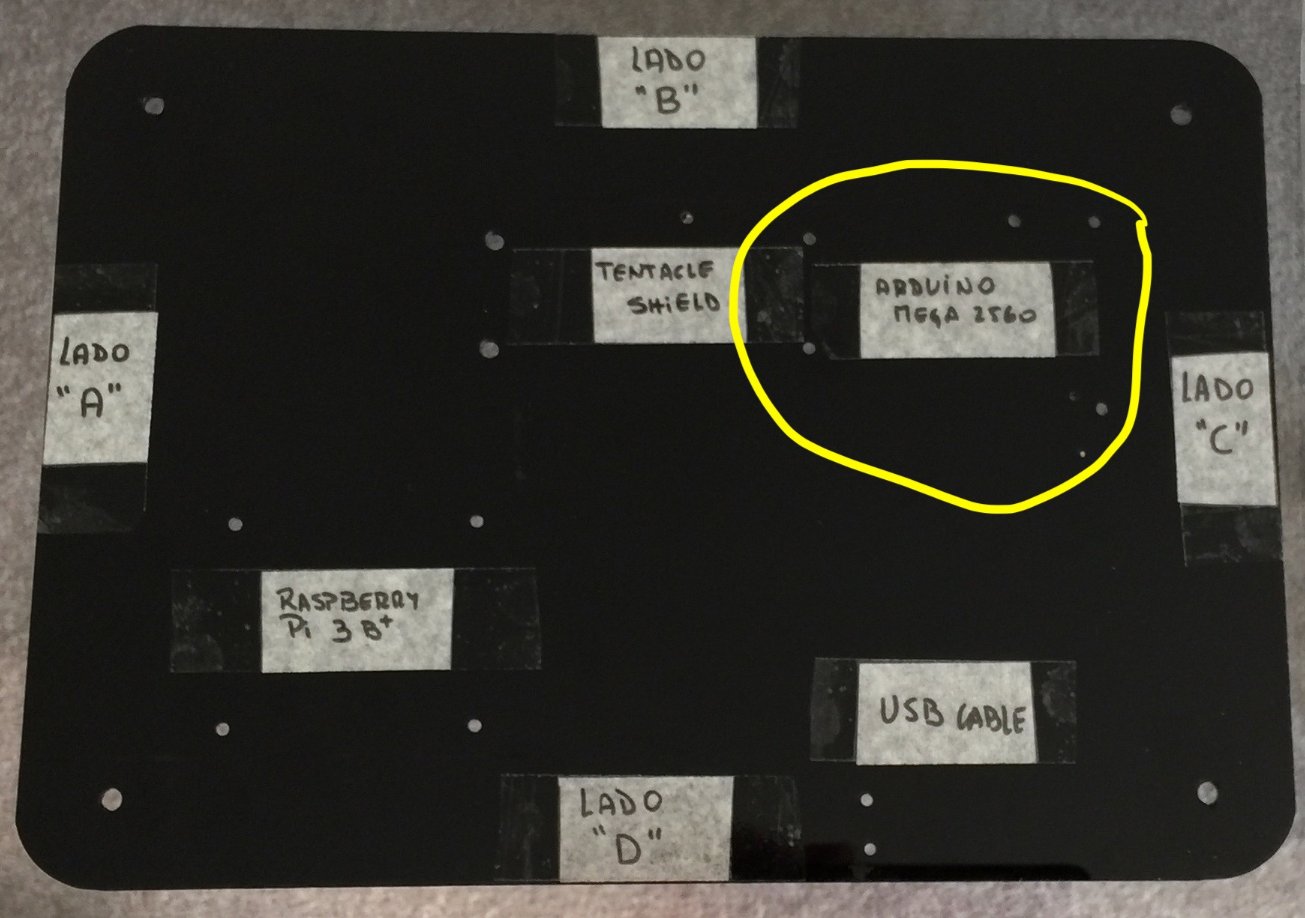 LADO
"B"
TENTACLE
SHIELD
ARDUINO
MEGA 2560
LADO
"A"
LADO
"C"
RASPBERRY
Pi 3 B+
USB CABLE
LADO
"D"